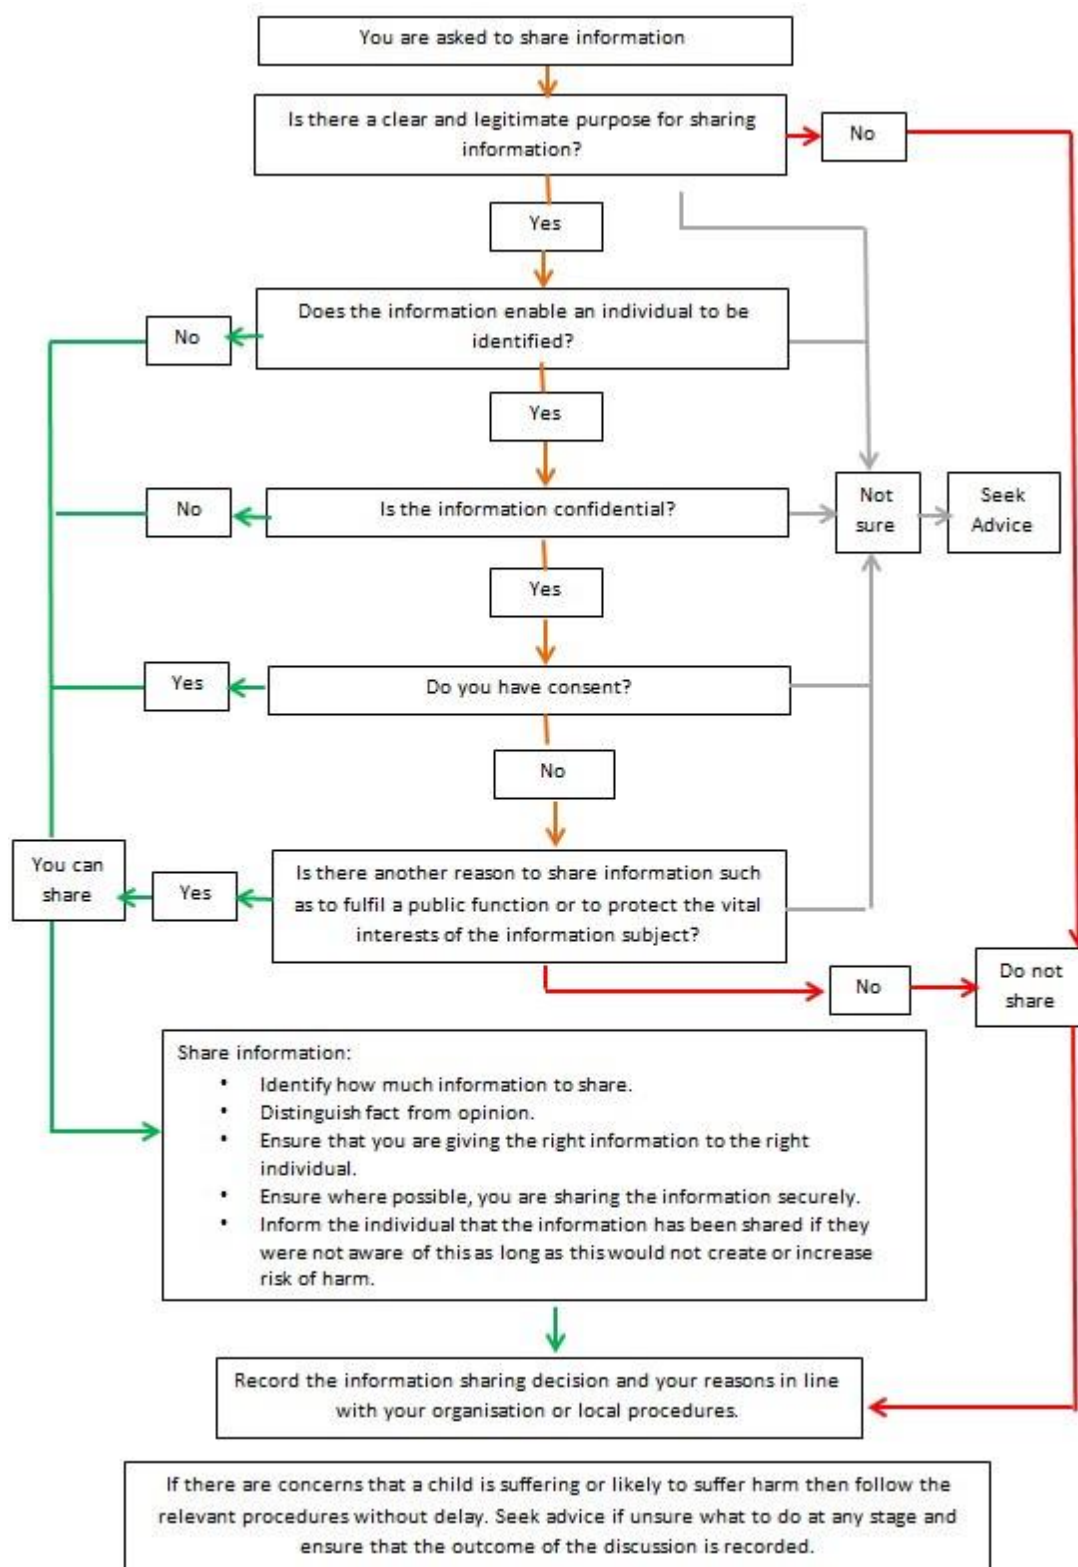 You are asked to share information
Is there a clear and legitimate purpose for sharing
information?
No
Yes
Does the information enable an individual to be
identified?
No
Yes
Is the information confidential?
No
Not
sure
Seek
Advice
Yes
Do you have consent?
Yes
No
Is there another reason to share information such
as to fulfil a public function or to protect the vital
interests of the information subject?
Yes
You can
share
No
Do not
share
Share information:
• Identify how much information to share.
• Distinguish fact from opinion.
• Ensure that you are giving the right information to the right
individual.
• Ensure where possible, you are sharing the information securely.
• Inform the individual that the information has been shared if they
were not aware of this as long as this would not create or increase
risk of harm.
Record the information sharing decision and your reasons in line
with your organisation or local procedures.
If there are concerns that a child is suffering or likely to suffer harm then follow the
relevant procedures without delay. Seek advice if unsure what to do at any stage and
ensure that the outcome of the discussion is recorded.